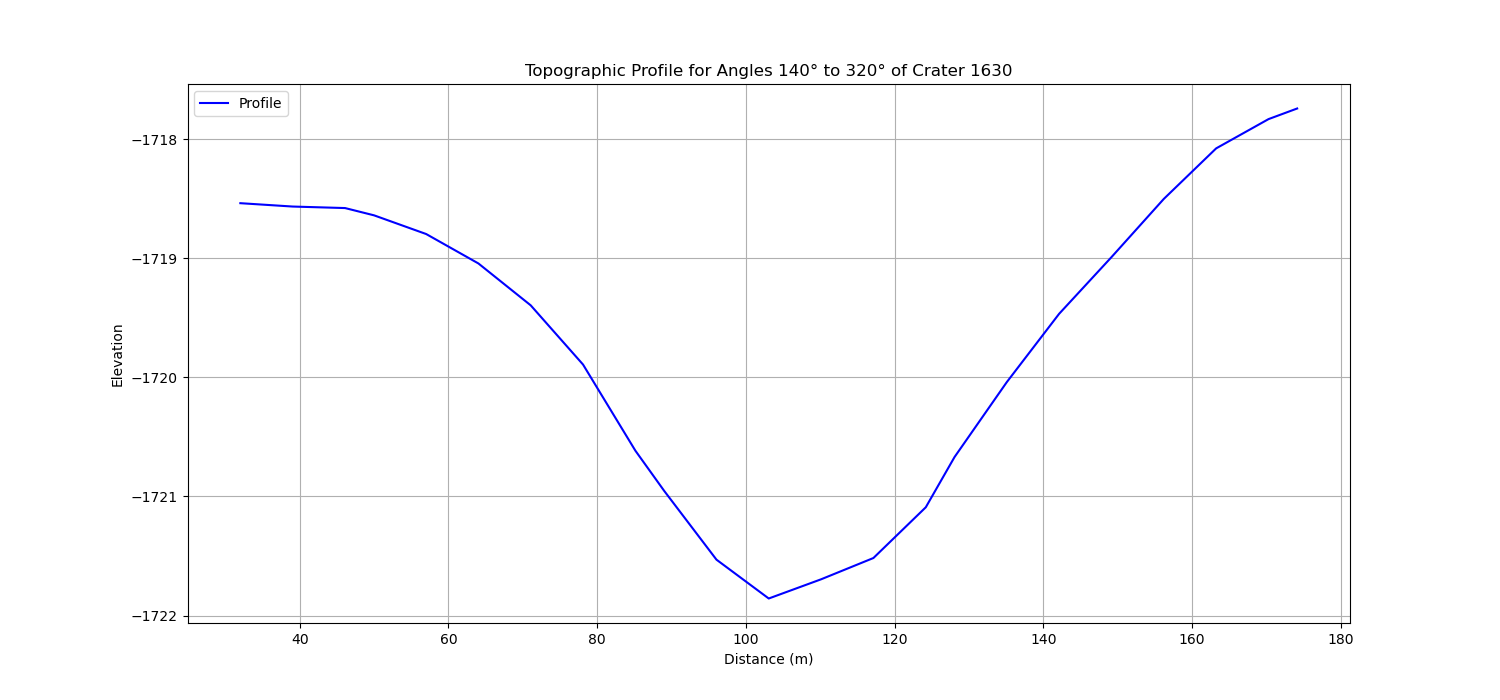 Topographic Profile for Angles 140° to 320° of Crater 1630
Profile
−1718
−1719
−1720
−1721
−1722
Elevation
40 60 80 100 120 140 160 180
Distance (m)